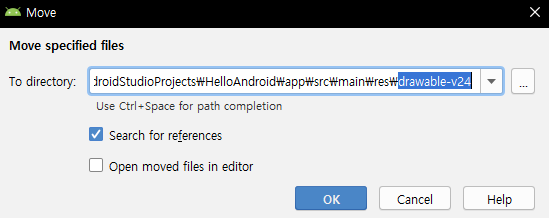 Move
Move specified files
To directory: droidStudioProjects₩HelloAndroid₩app₩src₩main₩res₩drawable-v24 ...
Use Ctrl+Space for path completion
Search for references
Open moved files in editor
OK Cancel Help